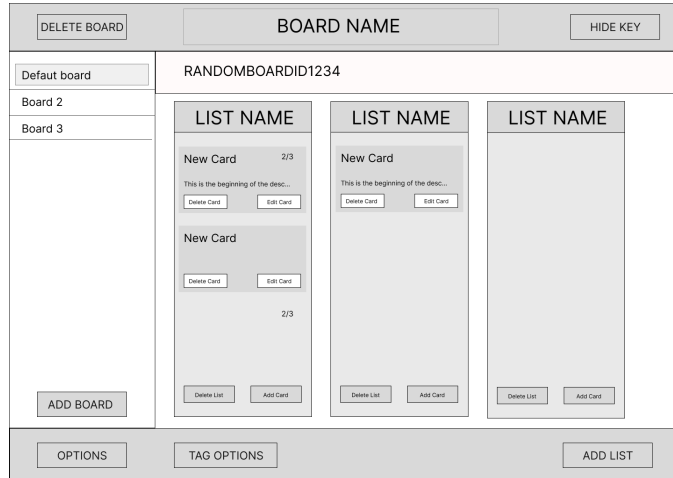 DELETE BOARD
BOARD NAME
HIDE KEY
Defaut board
Board 2
Board 3
ADD BOARD
RANDOMBOARDID1234
LIST NAME
New Card 2/3
This is the beginning of the desc...
Delete Card Edit Card
New Card
Delete Card Edit Card
2/3
Delete List Add Card
LIST NAME
New Card
This is the beginning of the desc...
Delete Card Edit Card
Delete List Add Card
LIST NAME
Delete List Add Card
OPTIONS
TAG OPTIONS
ADD LIST